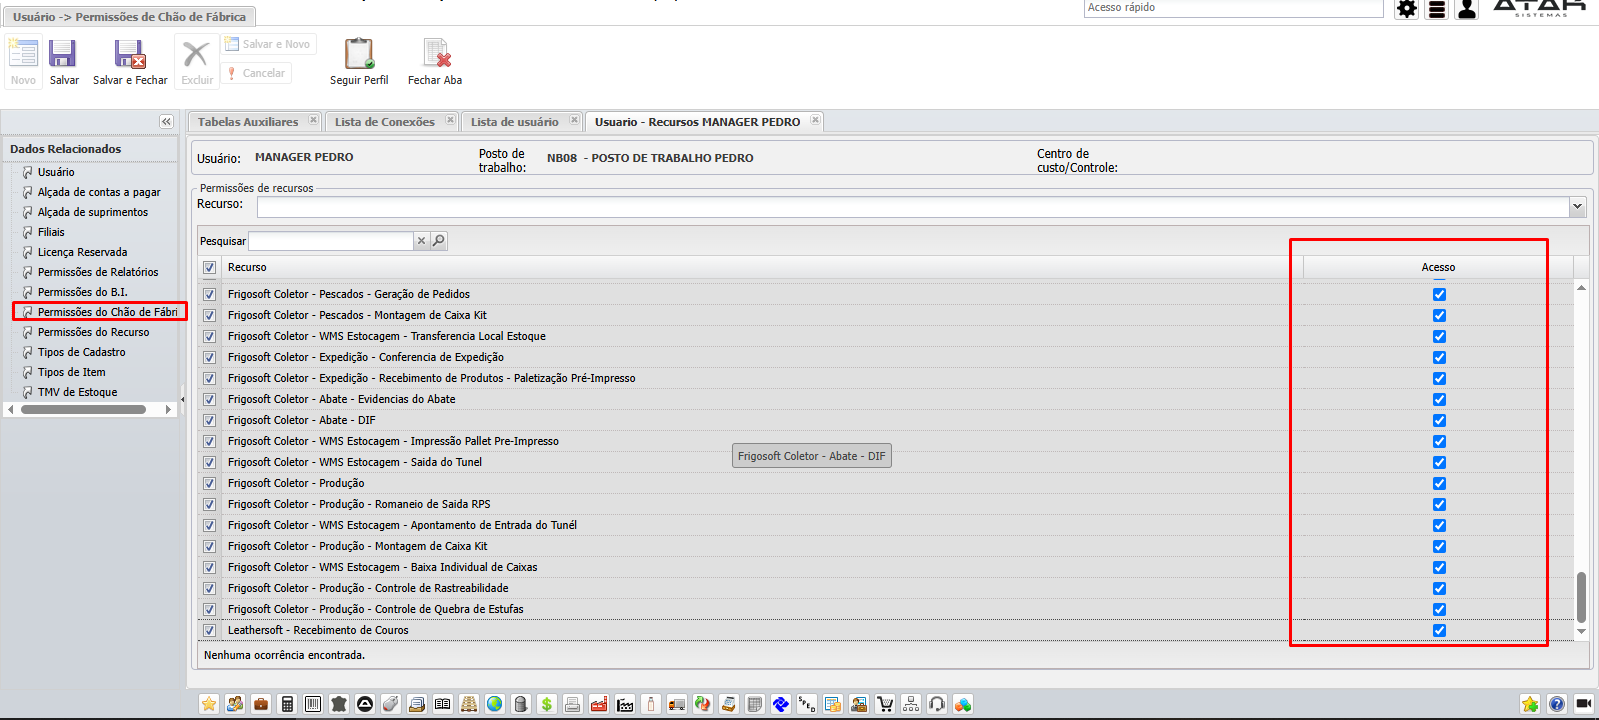 Usuário -> Permissões de Chão de Fábrica
Acesso rápido
ATAK
SISTEMAS
Novo
Salvar
Salvar e Fechar
Excluir
Salvar e Novo
Cancelar
Seguir Perfil
Fechar Aba
Tabelas Auxiliares
Lista de Conexões
Lista de usuário
Usuario - Recursos MANAGER PEDRO
Dados Relacionados
Usuário
Alçada de contas a pagar
Alçada de suprimentos
Filiais
Licença Reservada
Permissões de Relatórios
Permissões do B.I.
Permissões do Chão de Fábri
Permissões do Recurso
Tipos de Cadastro
Tipos de Item
TMV de Estoque
Usuário: MANAGER PEDRO
Posto de trabalho: NB08 - POSTO DE TRABALHO PEDRO
Centro de custo/Controle:
Permissões de recursos
Recurso:
Pesquisar
Recurso Acesso
Frigosoft Coletor - Pescados - Geração de Pedidos
Frigosoft Coletor - Pescados - Montagem de Caixa Kit
Frigosoft Coletor - WMS Estocagem - Transferencia Local Estoque
Frigosoft Coletor - Expedição - Conferencia de Expedição
Frigosoft Coletor - Expedição - Recebimento de Produtos - Paletização Pré-Impresso
Frigosoft Coletor - Abate - Evidencias do Abate
Frigosoft Coletor - Abate - DIF
Frigosoft Coletor - WMS Estocagem - Impressão Pallet Pre-Impresso
Frigosoft Coletor - Abate - DIF
Frigosoft Coletor - WMS Estocagem - Saida do Tunel
Frigosoft Coletor - Produção
Frigosoft Coletor - Produção - Romaneio de Saida RPS
Frigosoft Coletor - WMS Estocagem - Apontamento de Entrada do Tunél
Frigosoft Coletor - Produção - Montagem de Caixa Kit
Frigosoft Coletor - WMS Estocagem - Baixa Individual de Caixas
Frigosoft Coletor - Produção - Controle de Rastreabilidade
Frigosoft Coletor - Produção - Controle de Quebra de Estufas
Leathersoft - Recebimento de Couros
Nenhuma ocorrência encontrada.
SPED